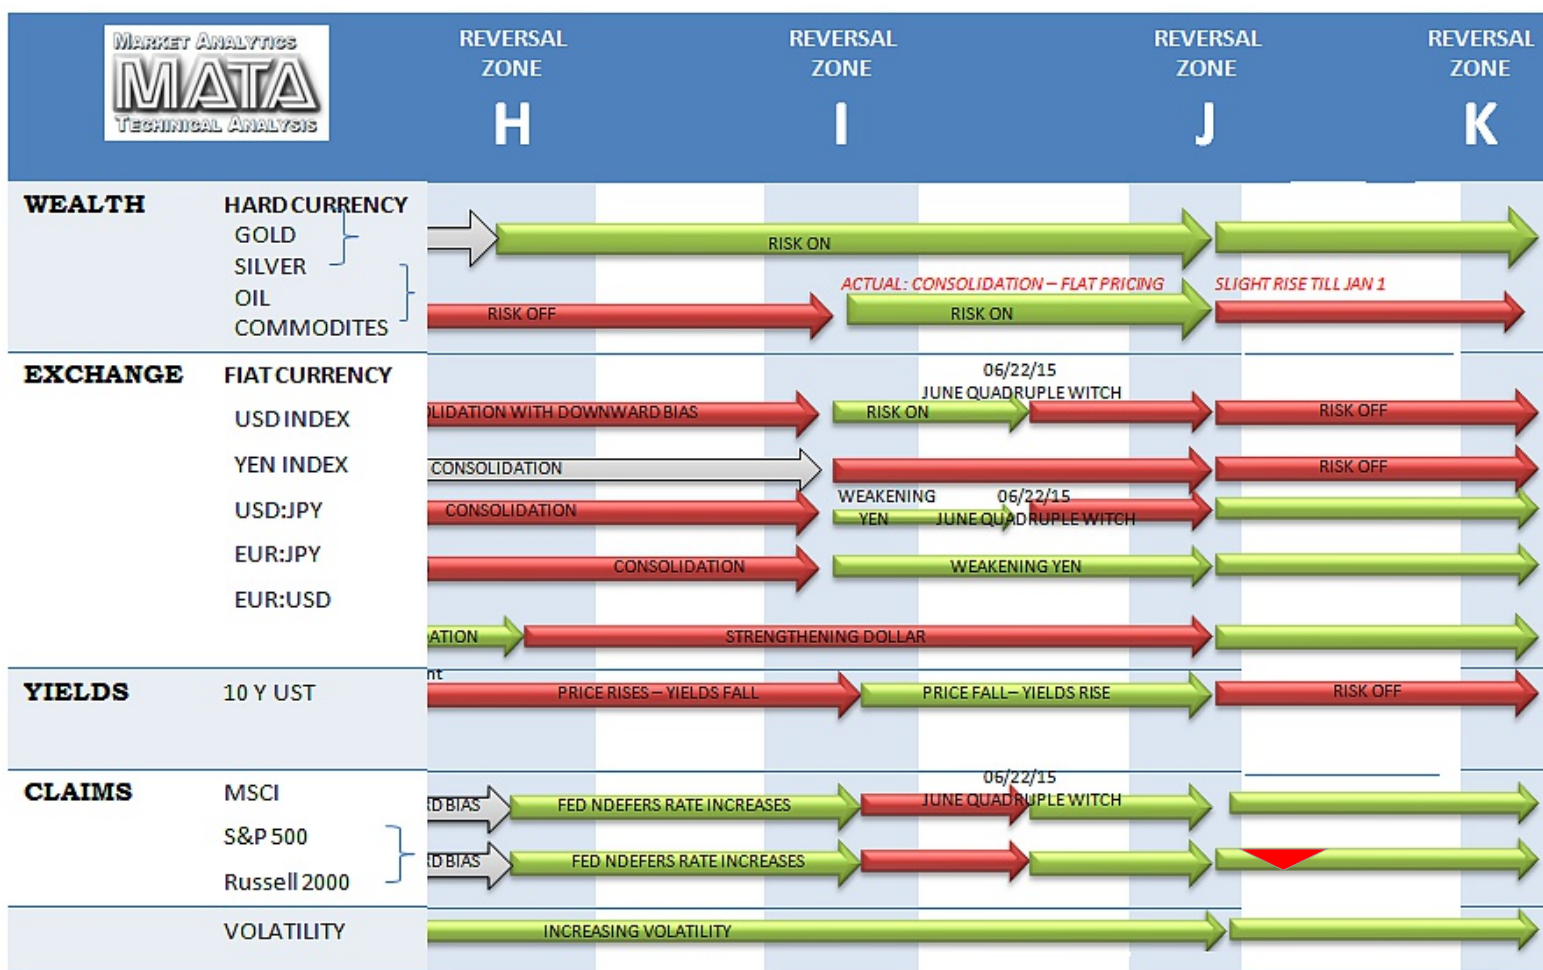 MARKET ANALYTICS
MATA
TECHINICAL ANALYSIS
REVERSAL ZONE H
REVERSAL ZONE I
REVERSAL ZONE J
REVERSAL ZONE K
WEALTH
HARD CURRENCY
GOLD
SILVER
OIL
COMMODITES
RISK ON
ACTUAL: CONSOLIDATION – FLAT PRICING
SLIGHT RISE TILL JAN 1
RISK OFF
RISK ON
EXCHANGE
FIAT CURRENCY
06/22/15
JUNE QUADRUPLE WITCH
USD INDEX
OLIDATION WITH DOWNWARD BIAS
RISK ON
RISK OFF
YEN INDEX
CONSOLIDATION
RISK OFF
USD:JPY
CONSOLIDATION
WEAKENING
YEN
06/22/15
JUNE QUADRUPLE WITCH
EUR:JPY
CONSOLIDATION
WEAKENING YEN
EUR:USD
DATION
STRENGTHENING DOLLAR
YIELDS
10 Y UST
nt
PRICE RISES – YIELDS FALL
PRICE FALL– YIELDS RISE
RISK OFF
CLAIMS
MSCI
06/22/15
JUNE QUADRUPLE WITCH
RD BIAS
FED NDEFERS RATE INCREASES
S&P 500
RD BIAS
FED NDEFERS RATE INCREASES
Russell 2000
VOLATILITY
INCREASING VOLATILITY